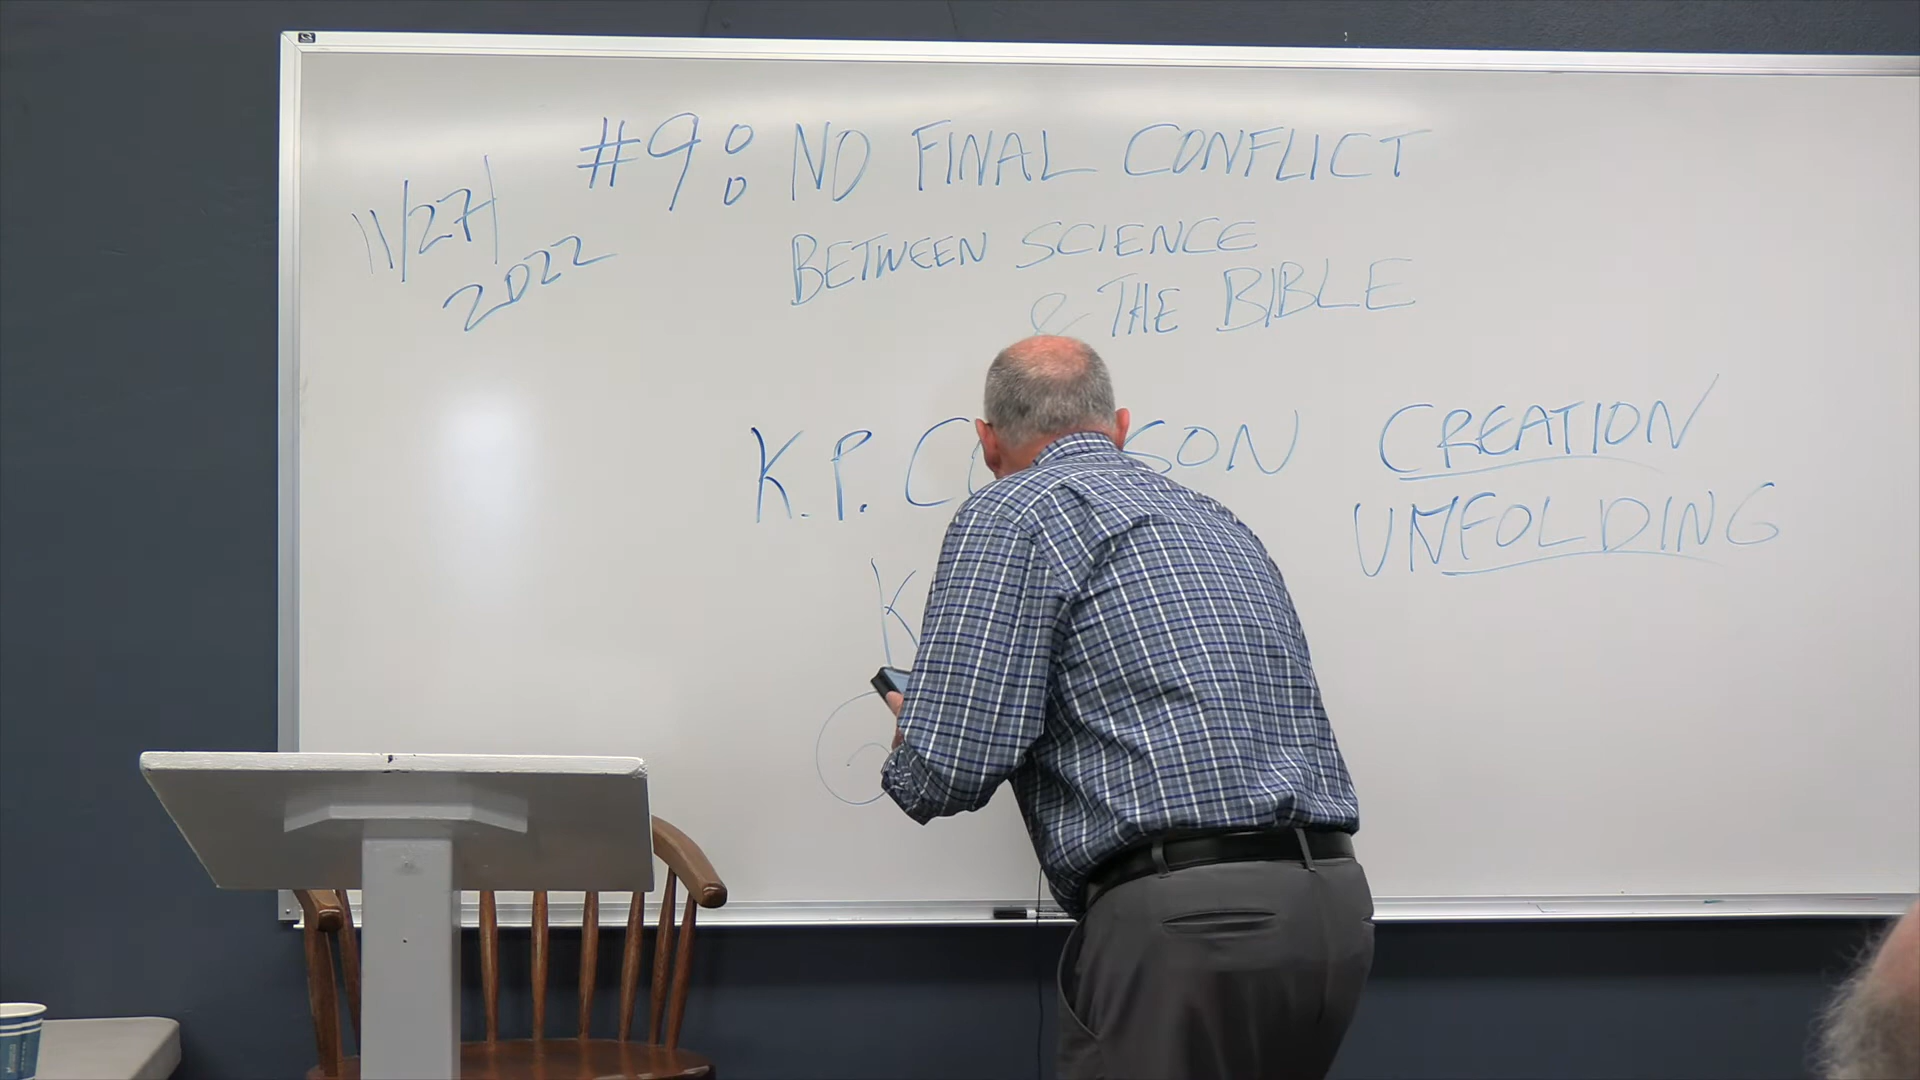 #9: NO FINAL CONFLICT
11/27/
2022
BETWEEN SCIENCE
& THE BIBLE
K.P. CREATION
UNFOLDING